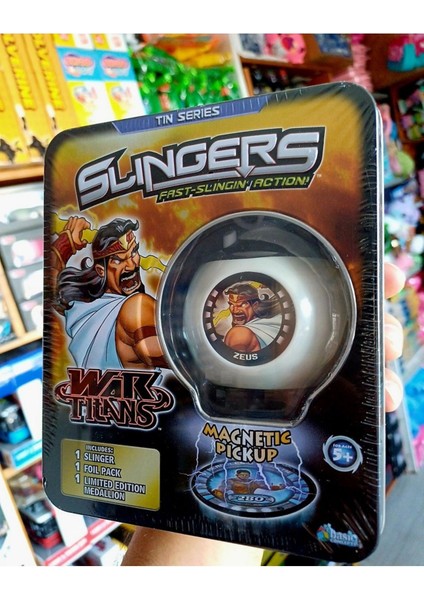 TIN SERIES
SLINGERS
FAST-SLINGIN' ACTION!
ZEUS
WAR
TITANS
MAGNETIC
PICKUP
INCLUDES:
1 SLINGER
1 FOIL PACK
1 LIMITED EDITION
MEDALLION
5+
ZEUS
basic